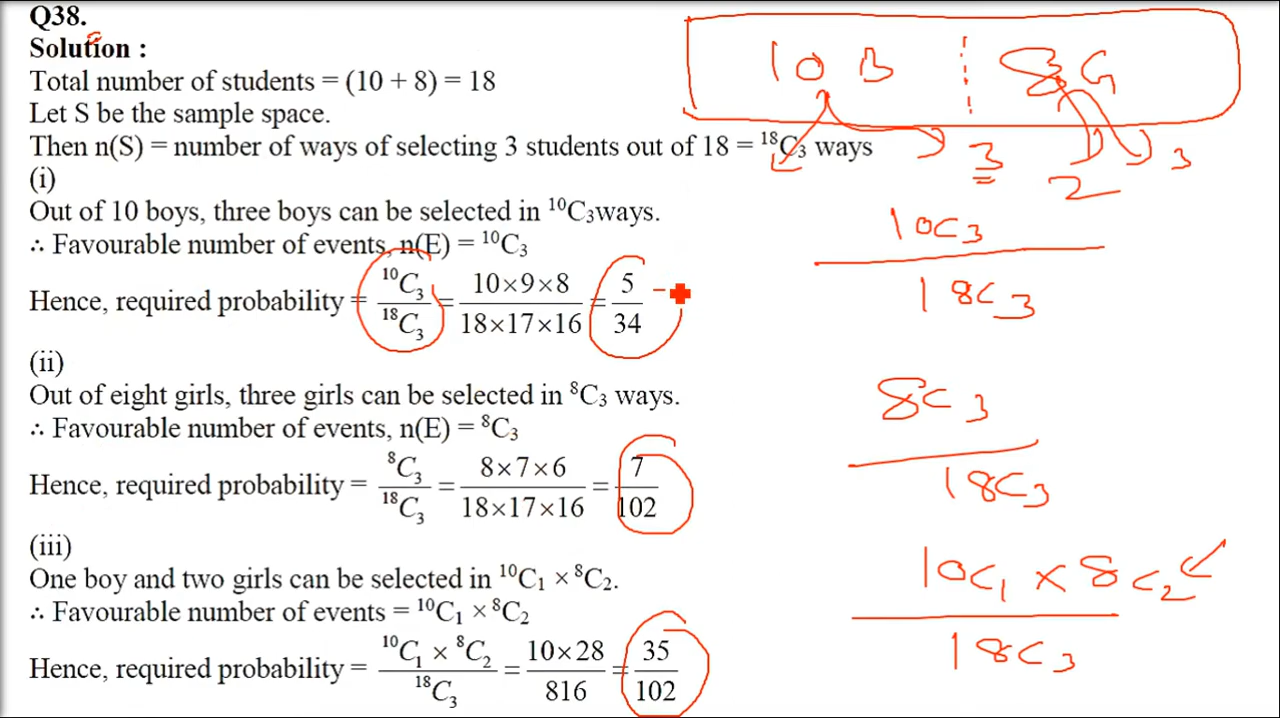 Q38.
Solution :
Total number of students = (10 + 8) = 18
Let S be the sample space.
Then n(S) = number of ways of selecting 3 students out of 18 = ¹⁸C₃ ways
(i)
Out of 10 boys, three boys can be selected in ¹⁰C₃ways.
∴ Favourable number of events, n(E) = ¹⁰C₃
Hence, required probability = ¹⁰C₃ / ¹⁸C₃ = 10×9×8 / 18×17×16 = 5 / 34
(ii)
Out of eight girls, three girls can be selected in ⁸C₃ ways.
∴ Favourable number of events, n(E) = ⁸C₃
Hence, required probability = ⁸C₃ / ¹⁸C₃ = 8×7×6 / 18×17×16 = 7 / 102
(iii)
One boy and two girls can be selected in ¹⁰C₁ × ⁸C₂.
∴ Favourable number of events = ¹⁰C₁ × ⁸C₂
Hence, required probability = ¹⁰C₁ × ⁸C₂ / ¹⁸C₃ = 10×28 / 816 = 35 / 102
10 B 8 G
3 2 3
10C₃
18C₃
8C₃
18C₃
10C₁ × 8C₂
18C₃